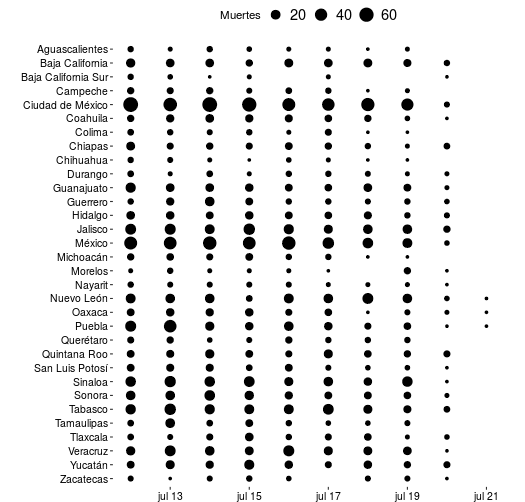 Muertes 20 40 60
Aguascalientes
Baja California
Baja California Sur
Campeche
Ciudad de México
Coahuila
Colima
Chiapas
Chihuahua
Durango
Guanajuato
Guerrero
Hidalgo
Jalisco
México
Michoacán
Morelos
Nayarit
Nuevo León
Oaxaca
Puebla
Querétaro
Quintana Roo
San Luis Potosí
Sinaloa
Sonora
Tabasco
Tamaulipas
Tlaxcala
Veracruz
Yucatán
Zacatecas
jul 13 jul 15 jul 17 jul 19 jul 21